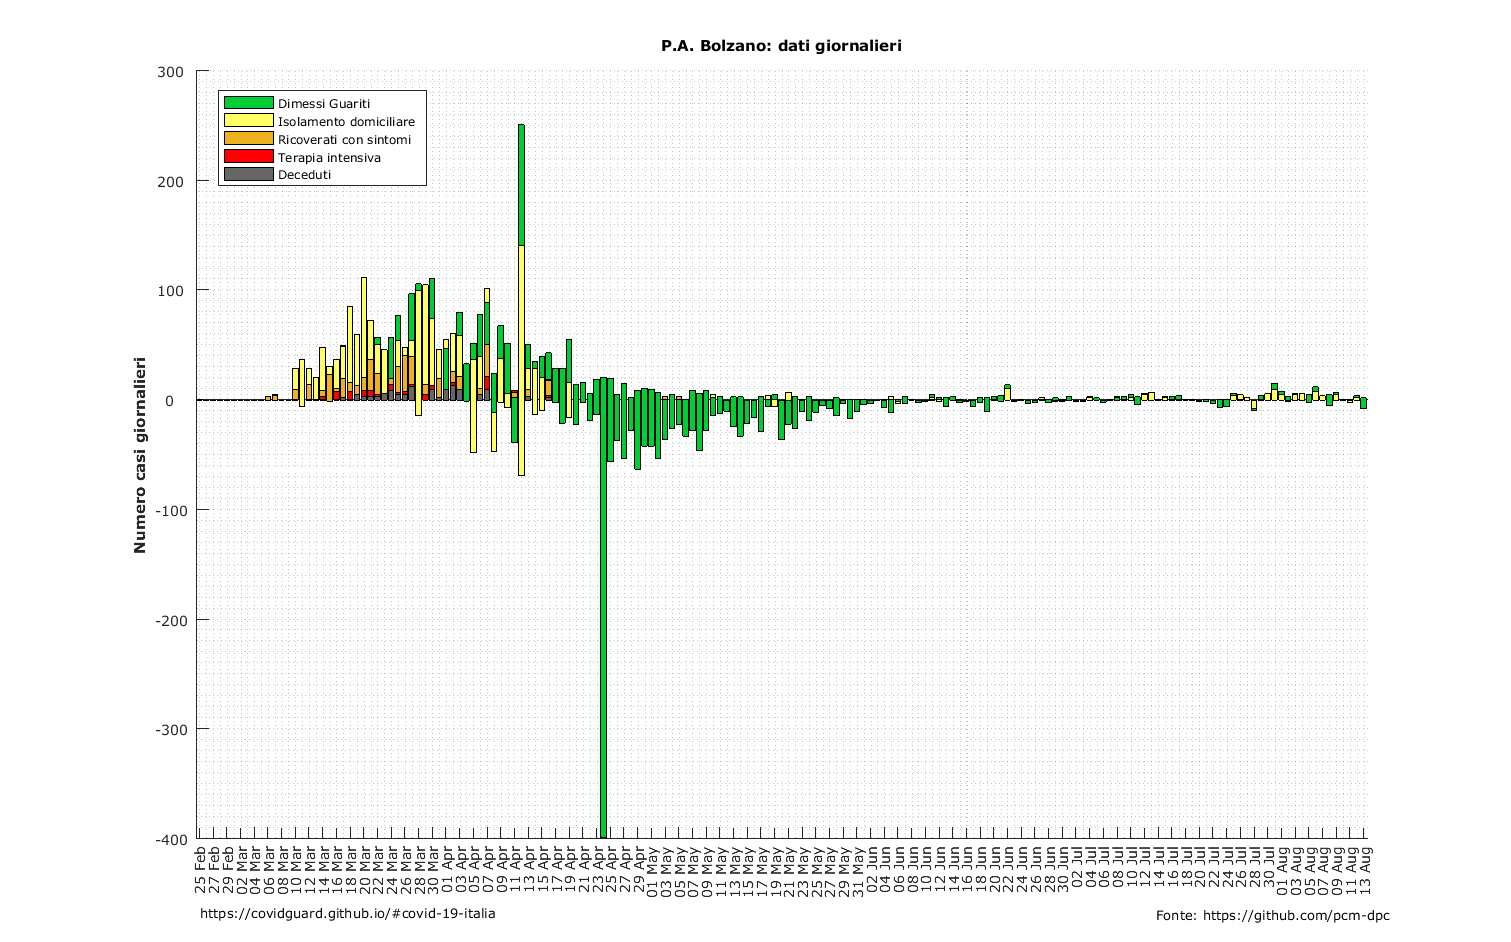 P.A. Bolzano: dati giornalieri
300
200
100
0
-100
-200
-300
-400
Numero casi giornalieri
Dimessi Guariti
Isolamento domiciliare
Ricoverati con sintomi
Terapia intensiva
Deceduti
25 Feb
27 Feb
29 Feb
02 Mar
04 Mar
06 Mar
08 Mar
10 Mar
12 Mar
14 Mar
16 Mar
18 Mar
20 Mar
22 Mar
24 Mar
26 Mar
28 Mar
30 Mar
01 Apr
03 Apr
05 Apr
07 Apr
09 Apr
11 Apr
13 Apr
15 Apr
17 Apr
19 Apr
21 Apr
23 Apr
25 Apr
27 Apr
29 Apr
01 May
03 May
05 May
07 May
09 May
11 May
13 May
15 May
17 May
19 May
21 May
23 May
25 May
27 May
29 May
31 May
02 Jun
04 Jun
06 Jun
08 Jun
10 Jun
12 Jun
14 Jun
16 Jun
18 Jun
20 Jun
22 Jun
24 Jun
26 Jun
28 Jun
30 Jun
02 Jul
04 Jul
06 Jul
08 Jul
10 Jul
12 Jul
14 Jul
16 Jul
18 Jul
20 Jul
22 Jul
24 Jul
26 Jul
28 Jul
30 Jul
01 Aug
03 Aug
05 Aug
07 Aug
09 Aug
11 Aug
13 Aug
https://covidguard.github.io/#covid-19-italia
Fonte: https://github.com/pcm-dpc